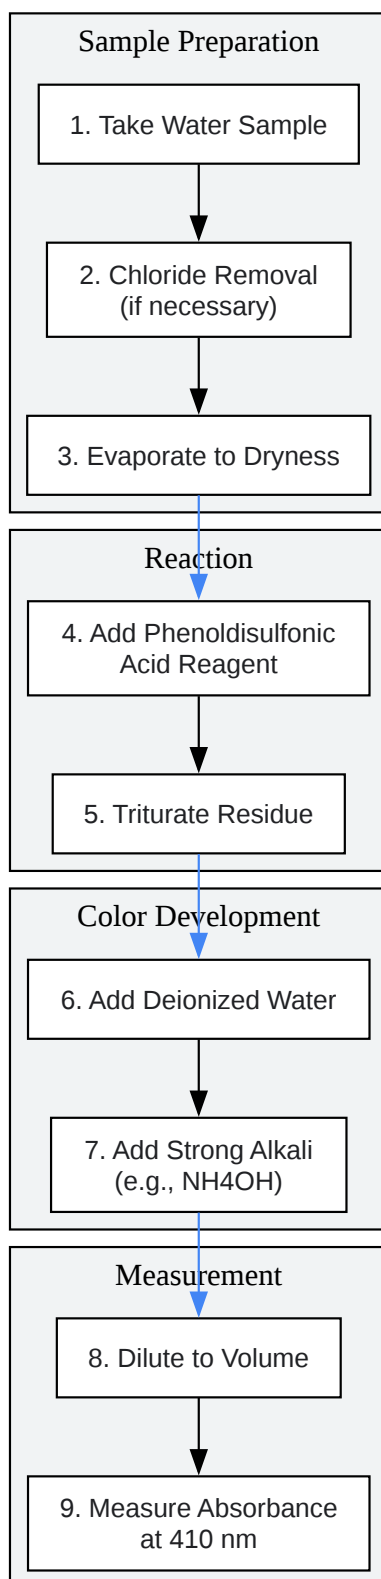 Sample Preparation
1. Take Water Sample
2. Chloride Removal
(if necessary)
3. Evaporate to Dryness
Reaction
4. Add Phenoldisulfonic
Acid Reagent
5. Triturate Residue
Color Development
6. Add Deionized Water
7. Add Strong Alkali
(e.g., NH4OH)
Measurement
8. Dilute to Volume
9. Measure Absorbance
at 410 nm